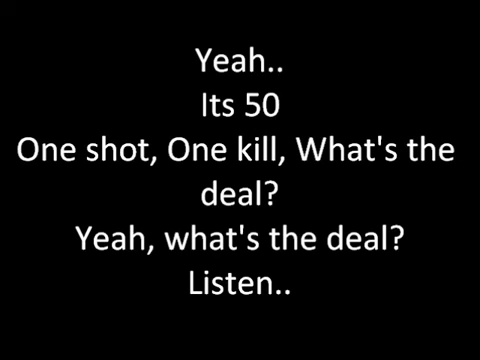 Yeah..
Its 50
One shot, One kill, What's the
deal?
Yeah, what's the deal?
Listen..